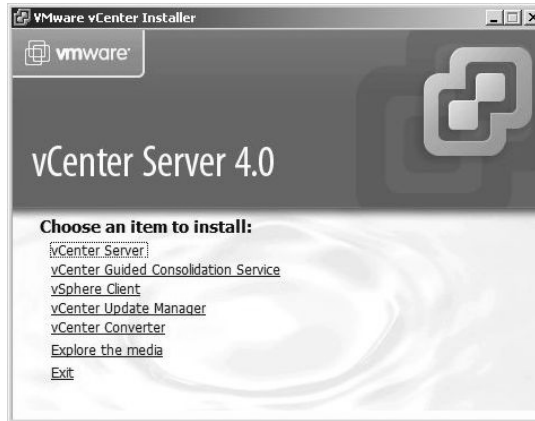 VMware vCenter Installer
vmware
vCenter Server 4.0
Choose an item to install:
vCenter Server
vCenter Guided Consolidation Service
vSphere Client
vCenter Update Manager
vCenter Converter
Explore the media
Exit